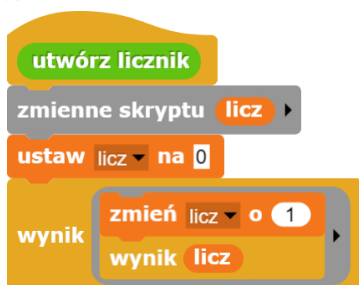 utwórz licznik
zmienne skryptu licz
ustaw licz na 0
zmień licz o 1
wynik
wynik licz